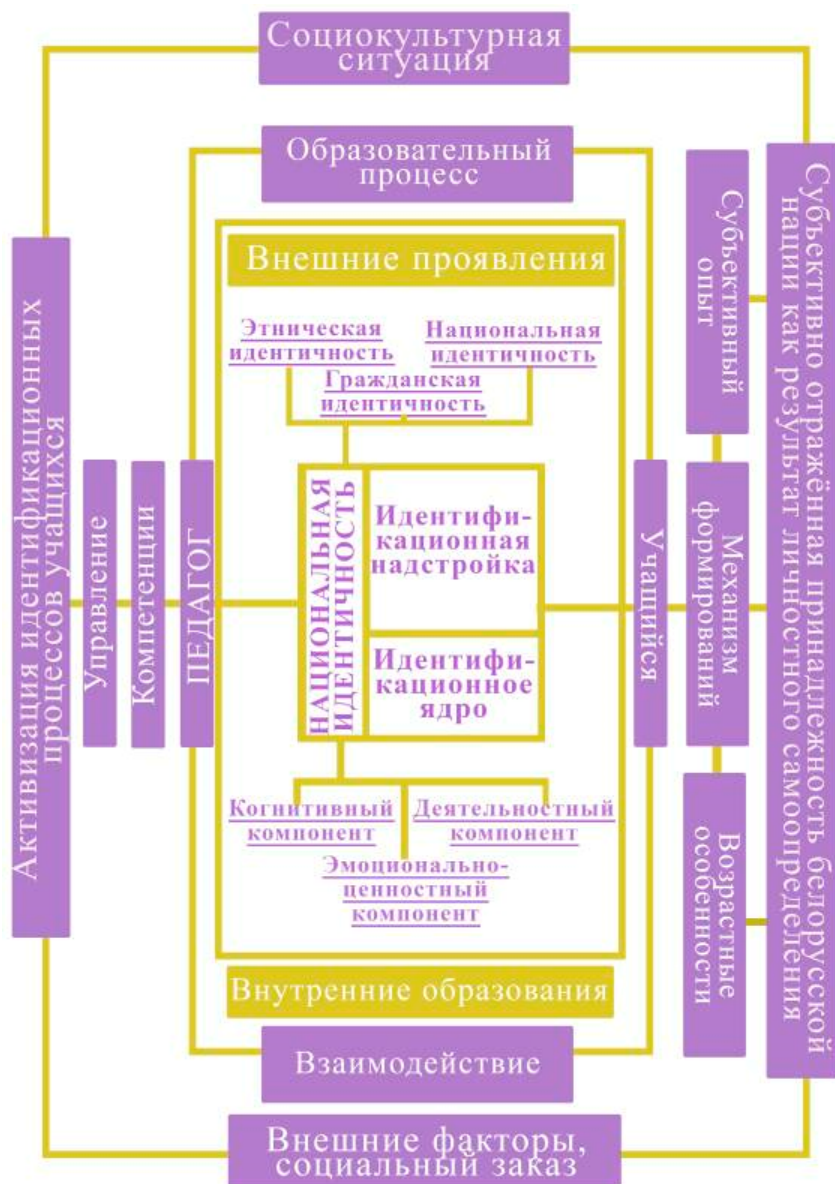 Социокультурная
ситуация
Образовательный
процесс
Внешние проявления
Этническая
идентичность
Национальная
идентичность
Гражданская
идентичность
Активизация идентификационных
процессов учащихся
Управление
Компетенции
ПЕДАГОГ
НАЦИОНАЛЬНАЯ
ИДЕНТИЧНОСТЬ
Идентифи-
кационная
надстройка
Идентифи-
кационное
ядро
Учащийся
Субъективный
опыт
Механизм
формирований
Возрастные
особенности
Субъективно отражённая принадлежность белорусской
нации как результат личностного самоопределения
Когнитивный
компонент
Деятельностный
компонент
Эмоционально-
ценностный
компонент
Внутренние образования
Взаимодействие
Внешние факторы,
социальный заказ